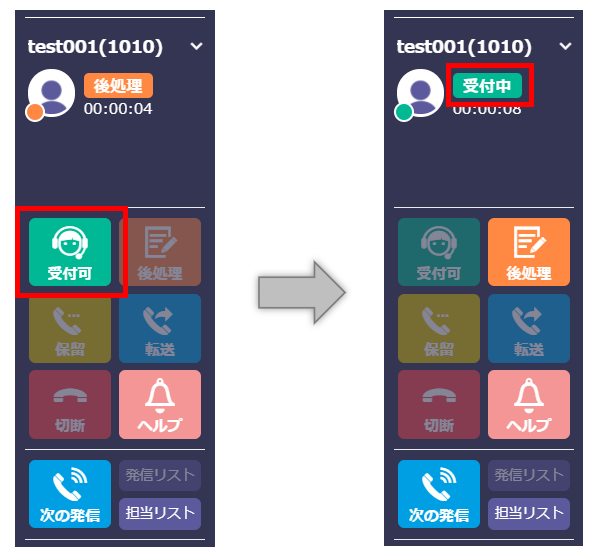 test001(1010)
後処理
00:00:04
受付可
後処理
保留
転送
切断
ヘルプ
次の発信
発信リスト
担当リスト
test001(1010)
受付中
00:00:08
受付可
後処理
保留
転送
切断
ヘルプ
次の発信
発信リスト
担当リスト